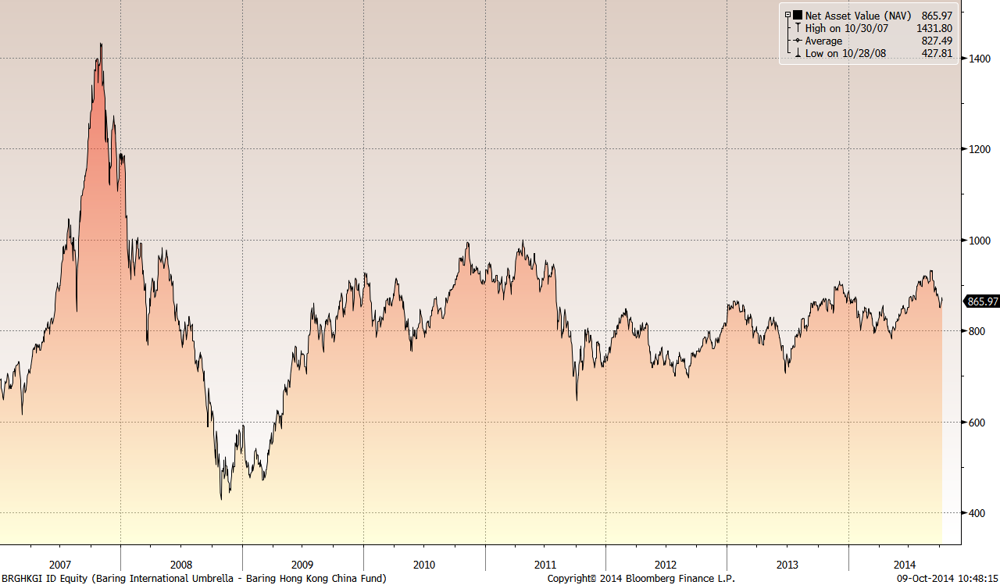 Net Asset Value (NAV) 865.97
High on 10/30/07 1431.80
Average 827.49
Low on 10/28/08 427.81
1400
1200
1000
865.97
800
600
400
2007 2008 2009 2010 2011 2012 2013 2014
BRGHKGI ID Equity (Baring International Umbrella - Baring Hong Kong China Fund) Copyright© 2014 Bloomberg Finance L.P. 09-Oct-2014 10:48:15